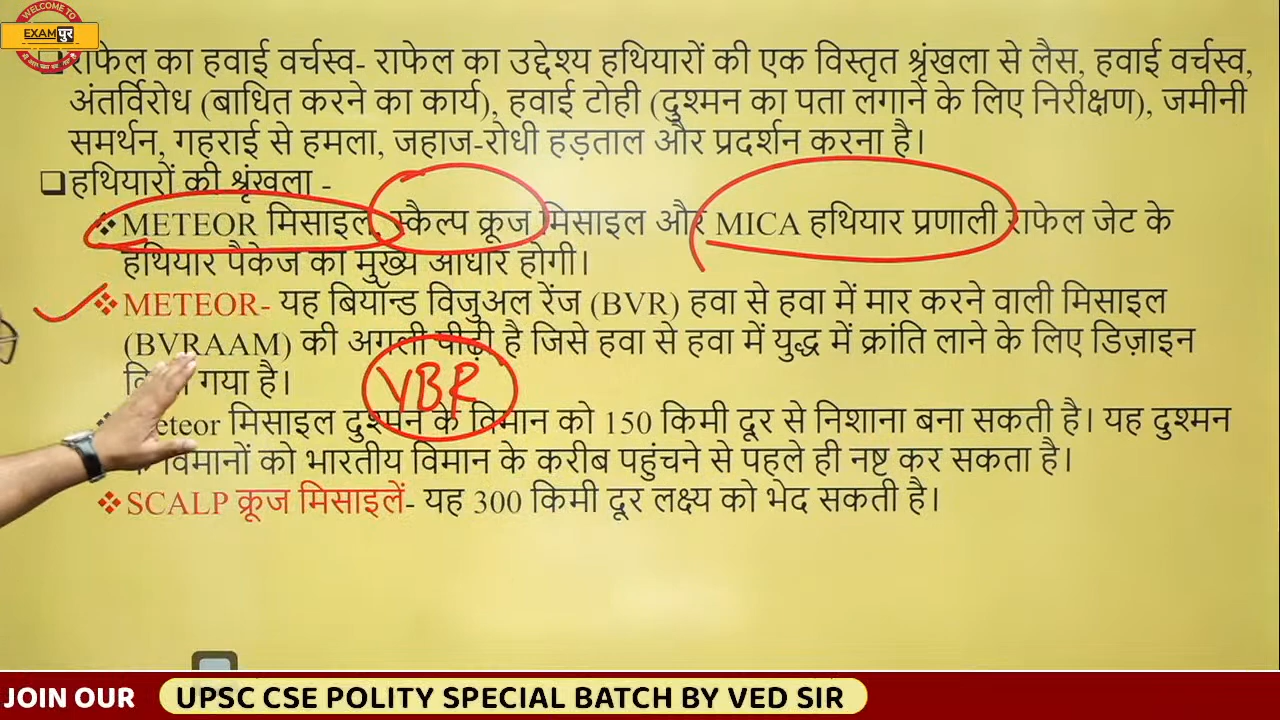 WELCOME TO
EXAMपुर
राफेल का हवाई वर्चस्व- राफेल का उद्देश्य हथियारों की एक विस्तृत श्रृंखला से लैस, हवाई वर्चस्व,
अंतर्विरोध (बाधित करने का कार्य), हवाई टोही (दुश्मन का पता लगाने के लिए निरीक्षण), जमीनी
समर्थन, गहराई से हमला, जहाज-रोधी हड़ताल और प्रदर्शन करना है।
हथियारों की श्रृंखला -
METEOR मिसाइल, स्कैल्प क्रूज मिसाइल और MICA हथियार प्रणाली राफेल जेट के
हथियार पैकेज का मुख्य आधार होगी।
METEOR- यह बियॉन्ड विजुअल रेंज (BVR) हवा से हवा में मार करने वाली मिसाइल
(BVRAAM) की अगली पीढ़ी है जिसे हवा से हवा में युद्ध में क्रांति लाने के लिए डिज़ाइन
गया है।
VBR
मिसाइल दुश्मन के विमान को 150 किमी दूर से निशाना बना सकती है। यह दुश्मन
विमानों को भारतीय विमान के करीब पहुंचने से पहले ही नष्ट कर सकता है।
SCALP क्रूज मिसाइलें- यह 300 किमी दूर लक्ष्य को भेद सकती है।
JOIN OUR UPSC CSE POLITY SPECIAL BATCH BY VED SIR